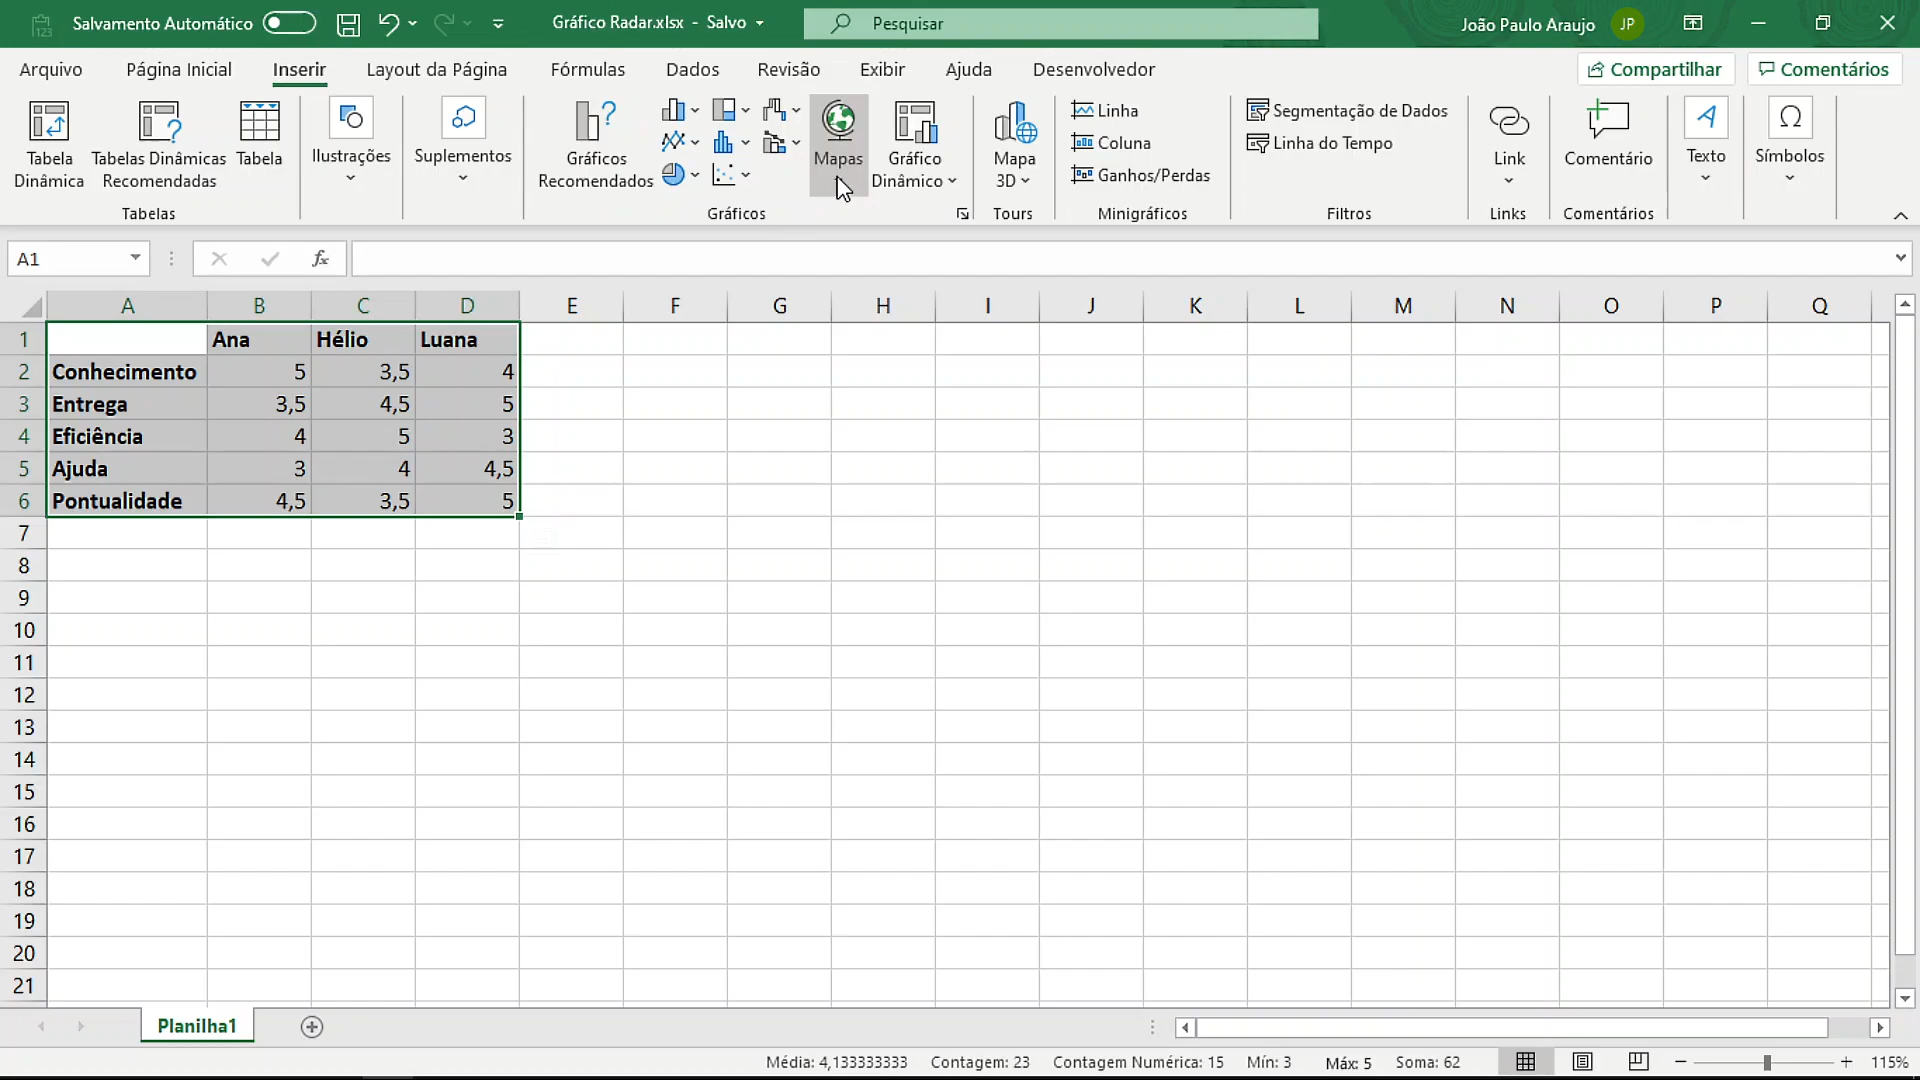 Salvamento Automático
Gráfico Radar.xlsx - Salvo
Pesquisar
João Paulo Araujo
JP
Arquivo
Página Inicial
Inserir
Layout da Página
Fórmulas
Dados
Revisão
Exibir
Ajuda
Desenvolvedor
Compartilhar
Comentários
Tabela
Dinâmica
Tabelas Dinâmicas
Recomendadas
Tabela
Tabelas
Ilustrações
Suplementos
Gráficos
Recomendados
Mapas
Gráfico
Dinâmico
Gráficos
Mapa
3D
Tours
Linha
Coluna
Ganhos/Perdas
Minigráficos
Segmentação de Dados
Linha do Tempo
Filtros
Link
Links
Comentário
Comentários
Texto
Símbolos
A1
fx
A B C D E F G H I J K L M N O P Q
1 Ana Hélio Luana
2 Conhecimento 5 3,5 4
3 Entrega 3,5 4,5 5
4 Eficiência 4 5 3
5 Ajuda 3 4 4,5
6 Pontualidade 4,5 3,5 5
7
8
9
10
11
12
13
14
15
16
17
18
19
20
21
Planilha1
Média: 4,133333333 Contagem: 23 Contagem Numérica: 15 Mín: 3 Máx: 5 Soma: 62 115%